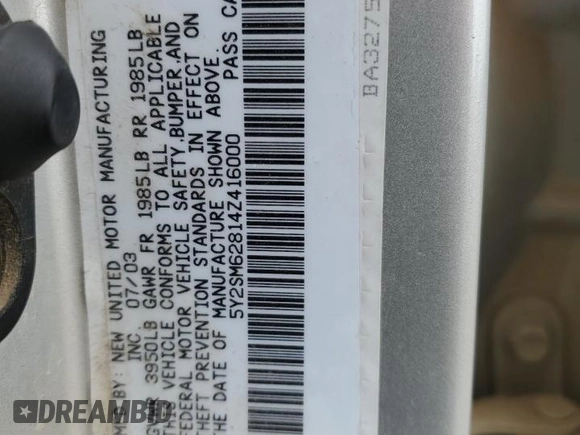 MFG BY: NEW UNITED MOTOR MANUFACTURING
INC. 07/03
GVWR 3950LB GAWR FR 1985LB RR 1985LB
THIS VEHICLE CONFORMS TO ALL APPLICABLE
FEDERAL MOTOR VEHICLE SAFETY,BUMPER,AND
THEFT PREVENTION STANDARDS IN EFFECT ON
THE DATE OF MANUFACTURE SHOWN ABOVE.
5Y2SM62814Z416000 PASS CA
BA3275
DREAMBID